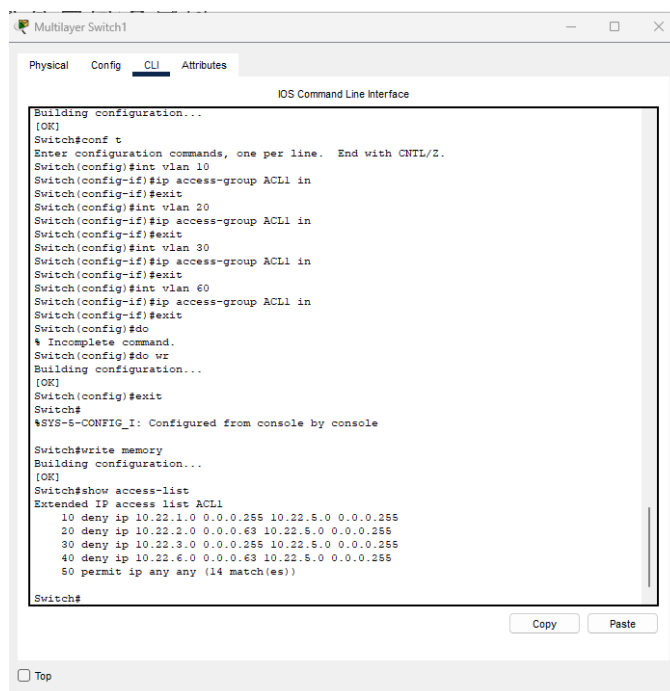 Multilayer Switch1
Physical Config CLI Attributes
IOS Command Line Interface
Building configuration...
[OK]
Switch#conf t
Enter configuration commands, one per line. End with CNTL/Z.
Switch(config)#int vlan 10
Switch(config-if)#ip access-group ACL1 in
Switch(config-if)#exit
Switch(config)#int vlan 20
Switch(config-if)#ip access-group ACL1 in
Switch(config-if)#exit
Switch(config)#int vlan 30
Switch(config-if)#ip access-group ACL1 in
Switch(config-if)#exit
Switch(config)#int vlan 60
Switch(config-if)#ip access-group ACL1 in
Switch(config-if)#exit
Switch(config)#do
% Incomplete command.
Switch(config)#do wr
Building configuration...
[OK]
Switch(config)#exit
Switch#
%SYS-5-CONFIG_I: Configured from console by console
Switch#write memory
Building configuration...
[OK]
Switch#show access-list
Extended IP access list ACL1
10 deny ip 10.22.1.0 0.0.0.255 10.22.5.0 0.0.0.255
20 deny ip 10.22.2.0 0.0.0.63 10.22.5.0 0.0.0.255
30 deny ip 10.22.3.0 0.0.0.255 10.22.5.0 0.0.0.255
40 deny ip 10.22.6.0 0.0.0.63 10.22.5.0 0.0.0.255
50 permit ip any any (14 match(es))
Switch#
Copy Paste
Top